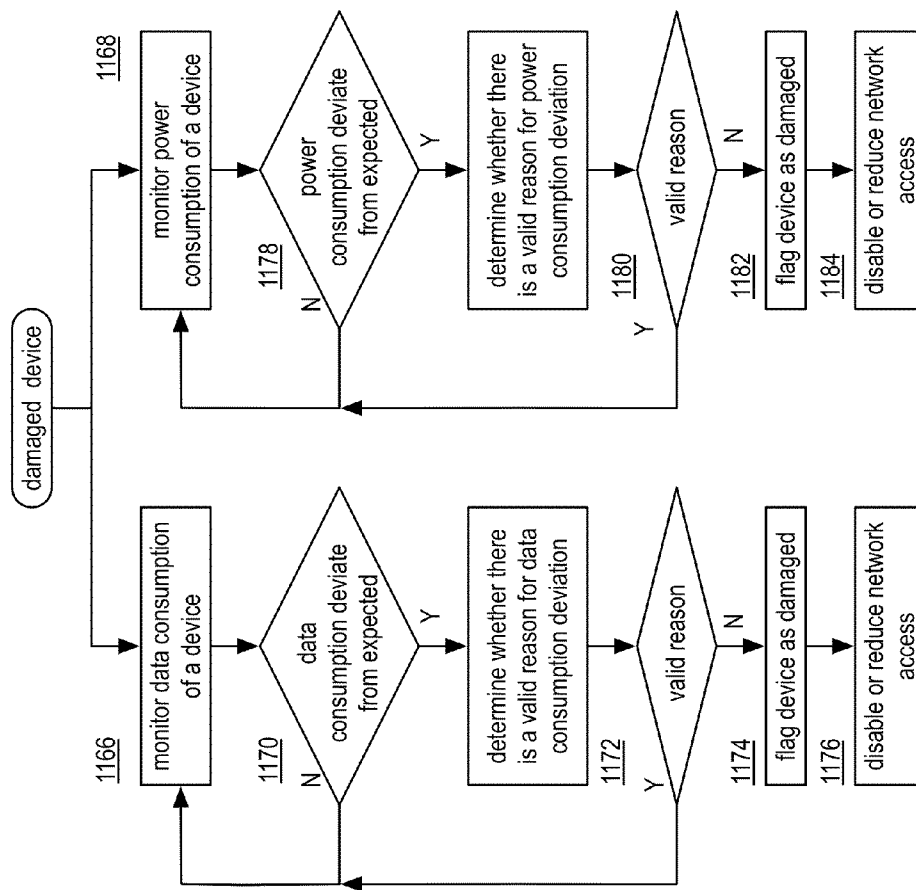 damaged device
1166
monitor data consumption
of a device
1170
data
consumption deviate
from expected
N
Y
determine whether there
is a valid reason for data
consumption deviation
1172
valid reason
Y
N
1174
flag device as damaged
1176
disable or reduce network
access
1168
monitor power
consumption of a device
1178
power
consumption deviate
from expected
N
Y
determine whether there
is a valid reason for power
consumption deviation
1180
valid reason
Y
N
1182
flag device as damaged
1184
disable or reduce network
access